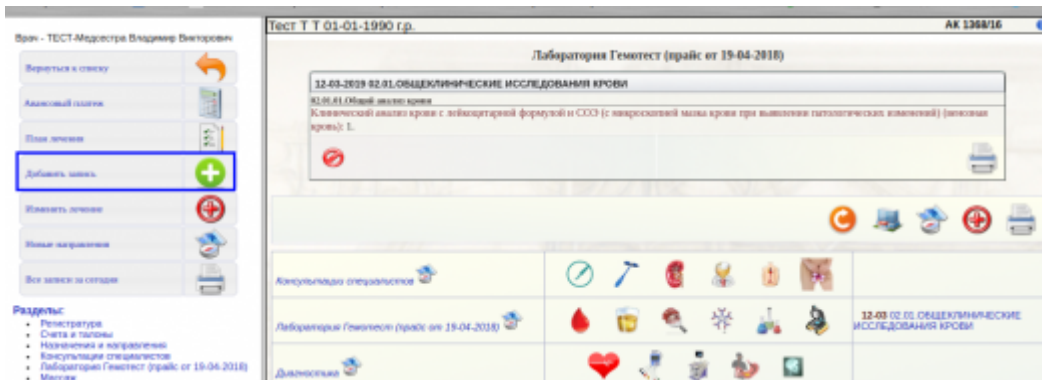 Тест Т Т 01-01-1990 г.р.
АК 1368/16
Врач - ТЕСТ-Медсестра Владимир Викторович
Лаборатория Гемотест (прайс от 19-04-2018)
Вернуться к списку
12-03-2019 02.01.ОБЩЕКЛИНИЧЕСКИЕ ИССЛЕДОВАНИЯ КРОВИ
02.01.01.Общий анализ крови
Авансовый платеж
Клинический анализ крови с лейкоцитарной формулой и СОЭ (с микроскопией мазка крови при выявлении патологических изменений) (венозная
кровь): 1.
План лечения
Добавить запись
Изменить лечение
Новые направления
Все записи за сегодня
Консультации специалистов
Лаборатория Гемотест (прайс от 19-04-2018)
12-03 02.01.ОБЩЕКЛИНИЧЕСКИЕ
ИССЛЕДОВАНИЯ КРОВИ
Диагностика
Разделы:
Регистратура
Счета и талоны
Назначения и направления
Консультации специалистов
Лаборатория Гемотест (прайс от 19-04-2018)
Массаж